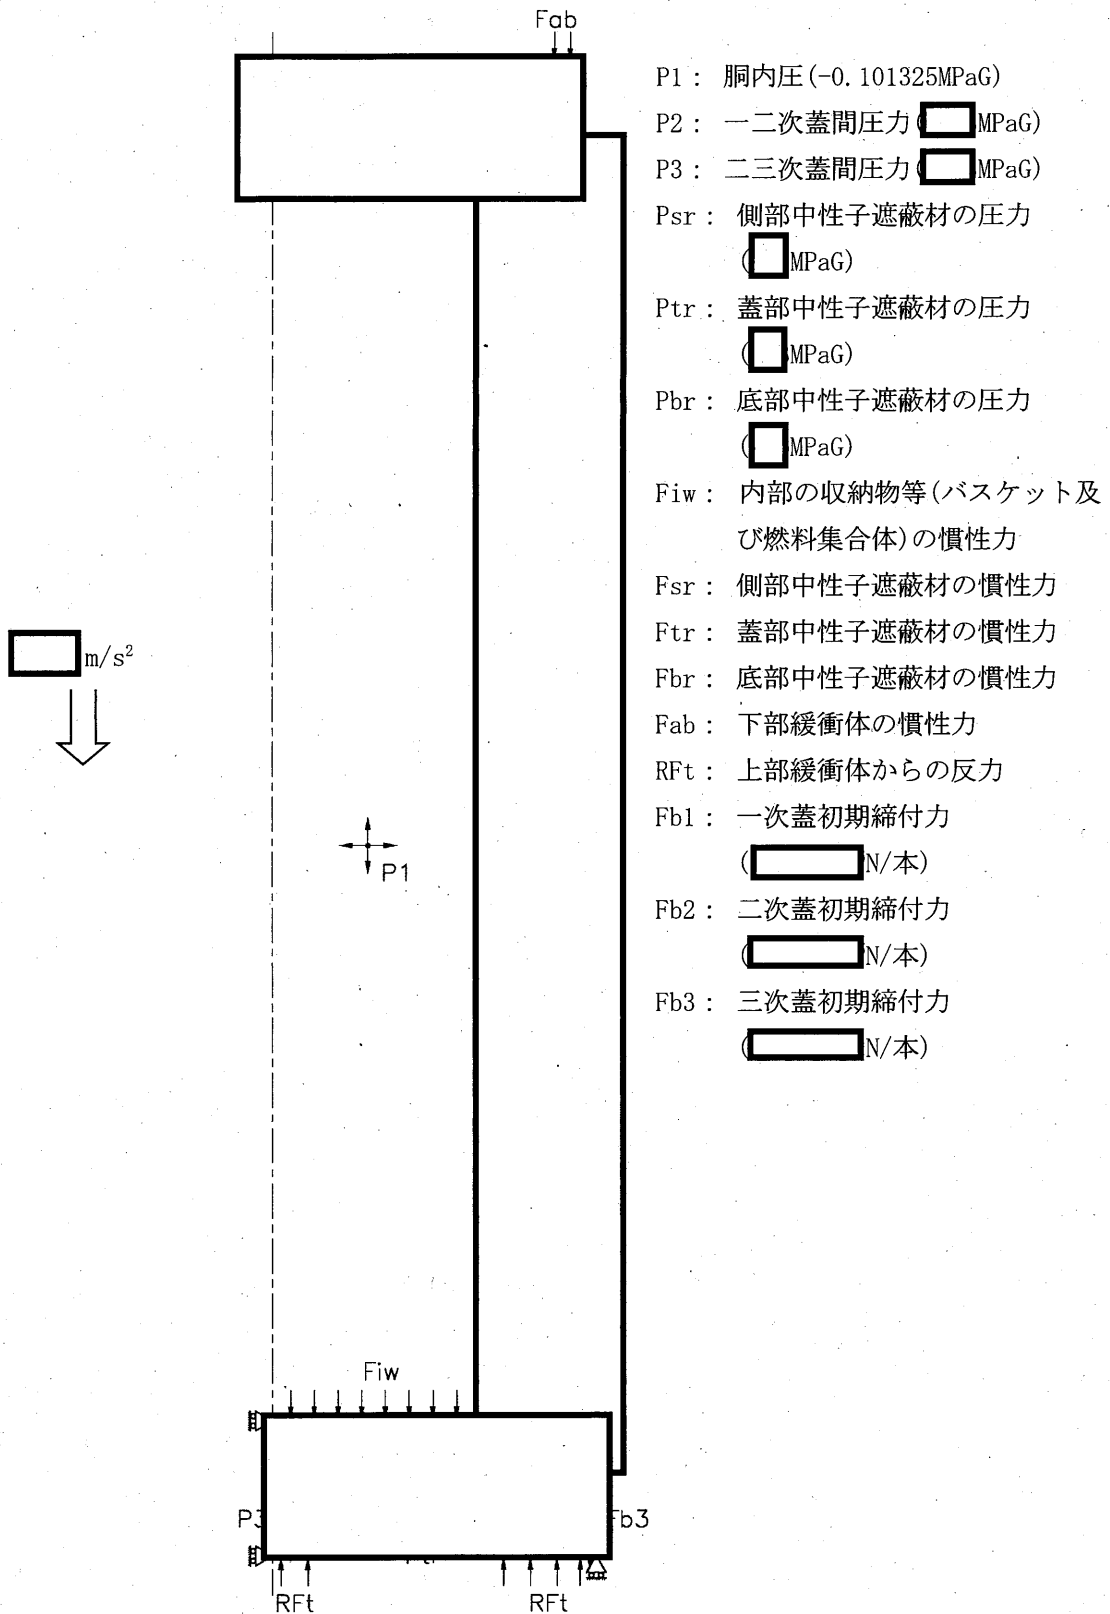 Fab
P1： 胴内圧(-0.101325MPaG)
P2： 一二次蓋間圧力( MPaG)
P3： 二三次蓋間圧力( MPaG)
Psr： 側部中性子遮蔽材の圧力
( MPaG)
Ptr： 蓋部中性子遮蔽材の圧力
( MPaG)
Pbr： 底部中性子遮蔽材の圧力
( MPaG)
Fiw： 内部の収納物等(バスケット及
び燃料集合体)の慣性力
Fsr： 側部中性子遮蔽材の慣性力
Ftr： 蓋部中性子遮蔽材の慣性力
Fbr： 底部中性子遮蔽材の慣性力
Fab： 下部緩衝体の慣性力
RFt： 上部緩衝体からの反力
Fb1： 一次蓋初期締付力
( N/本)
Fb2： 二次蓋初期締付力
( N/本)
Fb3： 三次蓋初期締付力
( N/本)
m/s²
P1
Fiw
P3
Fb3
RFt
RFt